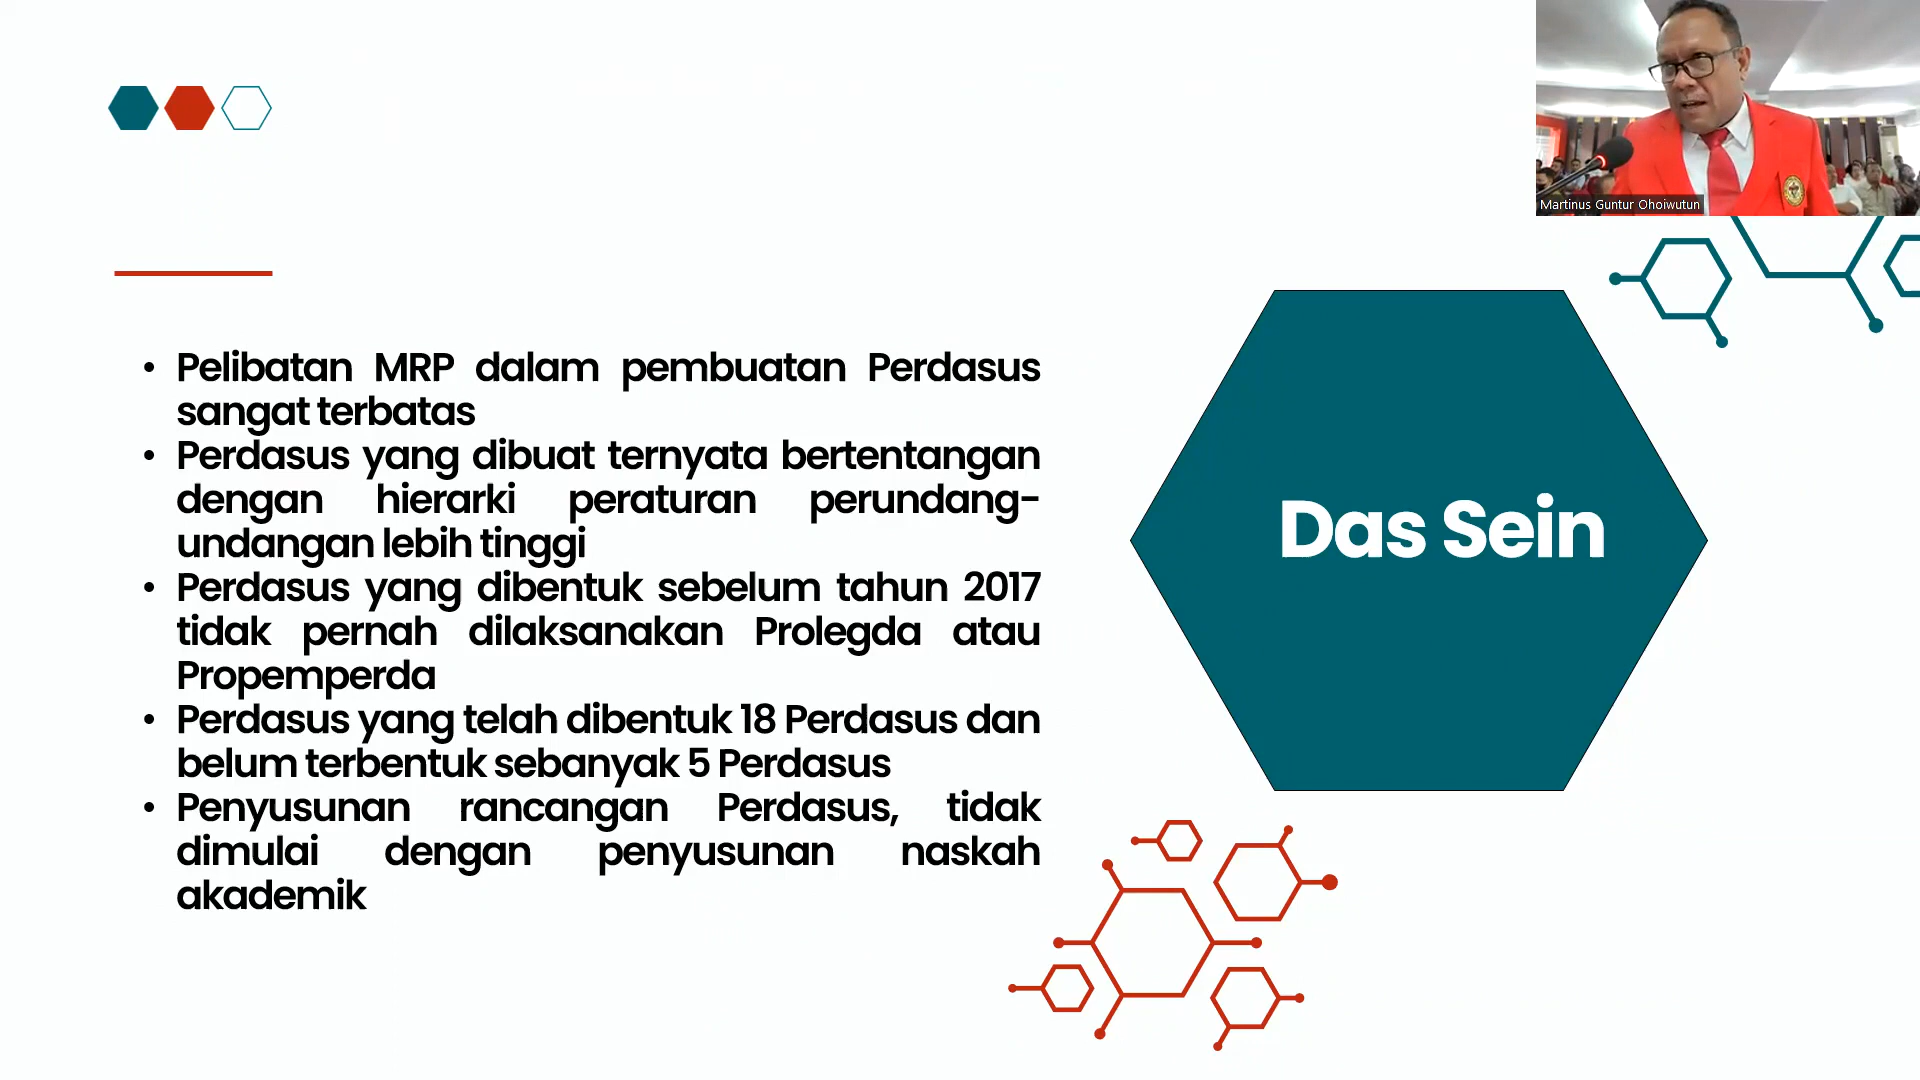 Martinus Guntur Ohoiwutun
• Pelibatan MRP dalam pembuatan Perdasus
sangat terbatas
• Perdasus yang dibuat ternyata bertentangan
dengan hierarki peraturan perundang-
undangan lebih tinggi
• Perdasus yang dibentuk sebelum tahun 2017
tidak pernah dilaksanakan Prolegda atau
Propemperda
• Perdasus yang telah dibentuk 18 Perdasus dan
belum terbentuk sebanyak 5 Perdasus
• Penyusunan rancangan Perdasus, tidak
dimulai dengan penyusunan naskah
akademik
Das Sein